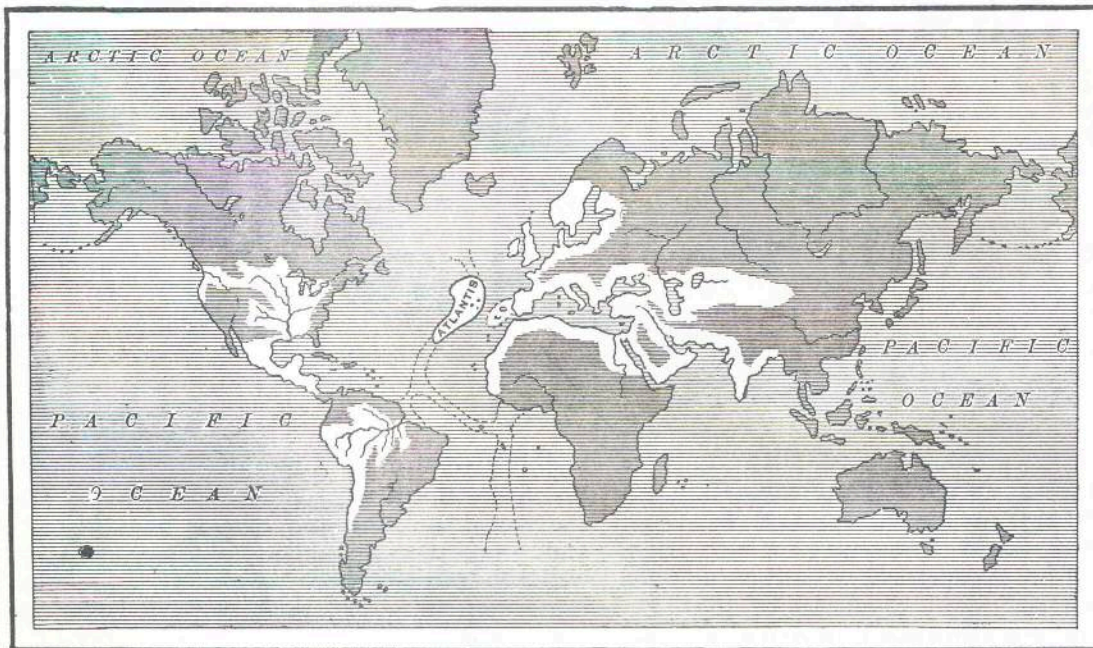 ARCTIC OCEAN
ARCTIC OCEAN
ATLANTIS
PACIFIC
OCEAN
PACIFIC
OCEAN